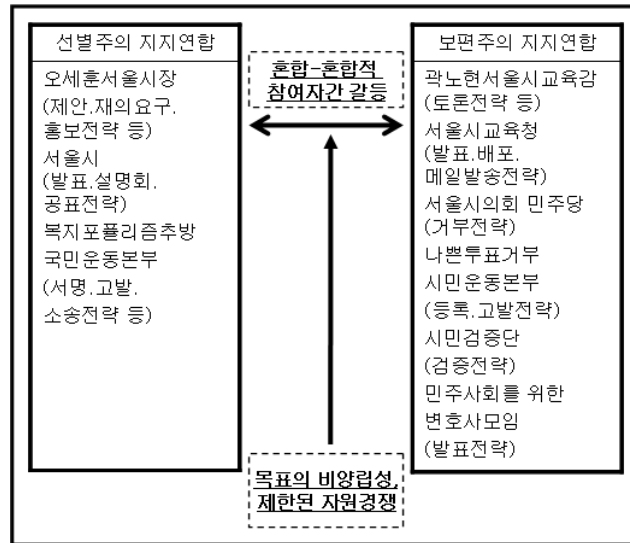 선별주의 지지연합
오세훈서울시장
(제안.재의요구.
홍보전략 등)
서울시
(발표.설명회.
공표전략)
복지포퓰리즘추방
국민운동본부
(서명.고발.
소송전략 등)
혼합-혼합적
참여자간 갈등
목표의 비양립성,
제한된 자원경쟁
보편주의 지지연합
곽노현서울시교육감
(토론전략 등)
서울시교육청
(발표.배포.
메일발송전략)
서울시의회 민주당
(거부전략)
나쁜투표거부
시민운동본부
(등록.고발전략)
시민검증단
(검증전략)
민주사회를 위한
변호사모임
(발표전략)